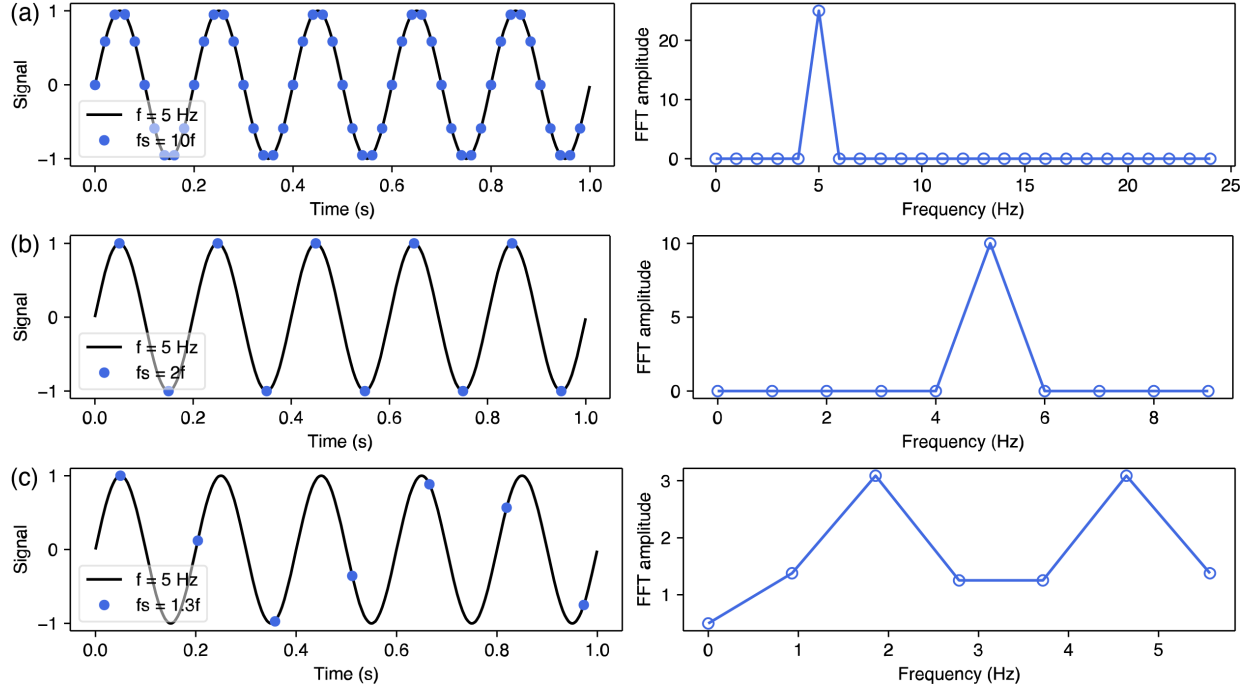 (a)
1
0
−1
Signal
f = 5 Hz
fs = 10f
0.0 0.2 0.4 0.6 0.8 1.0
Time (s)
20
10
0
FFT amplitude
0 5 10 15 20 25
Frequency (Hz)
(b)
1
0
−1
Signal
f = 5 Hz
fs = 2f
0.0 0.2 0.4 0.6 0.8 1.0
Time (s)
10
5
0
FFT amplitude
0 2 4 6 8
Frequency (Hz)
(c)
1
0
−1
Signal
f = 5 Hz
fs = 1.3f
0.0 0.2 0.4 0.6 0.8 1.0
Time (s)
3
2
1
FFT amplitude
0 1 2 3 4 5
Frequency (Hz)